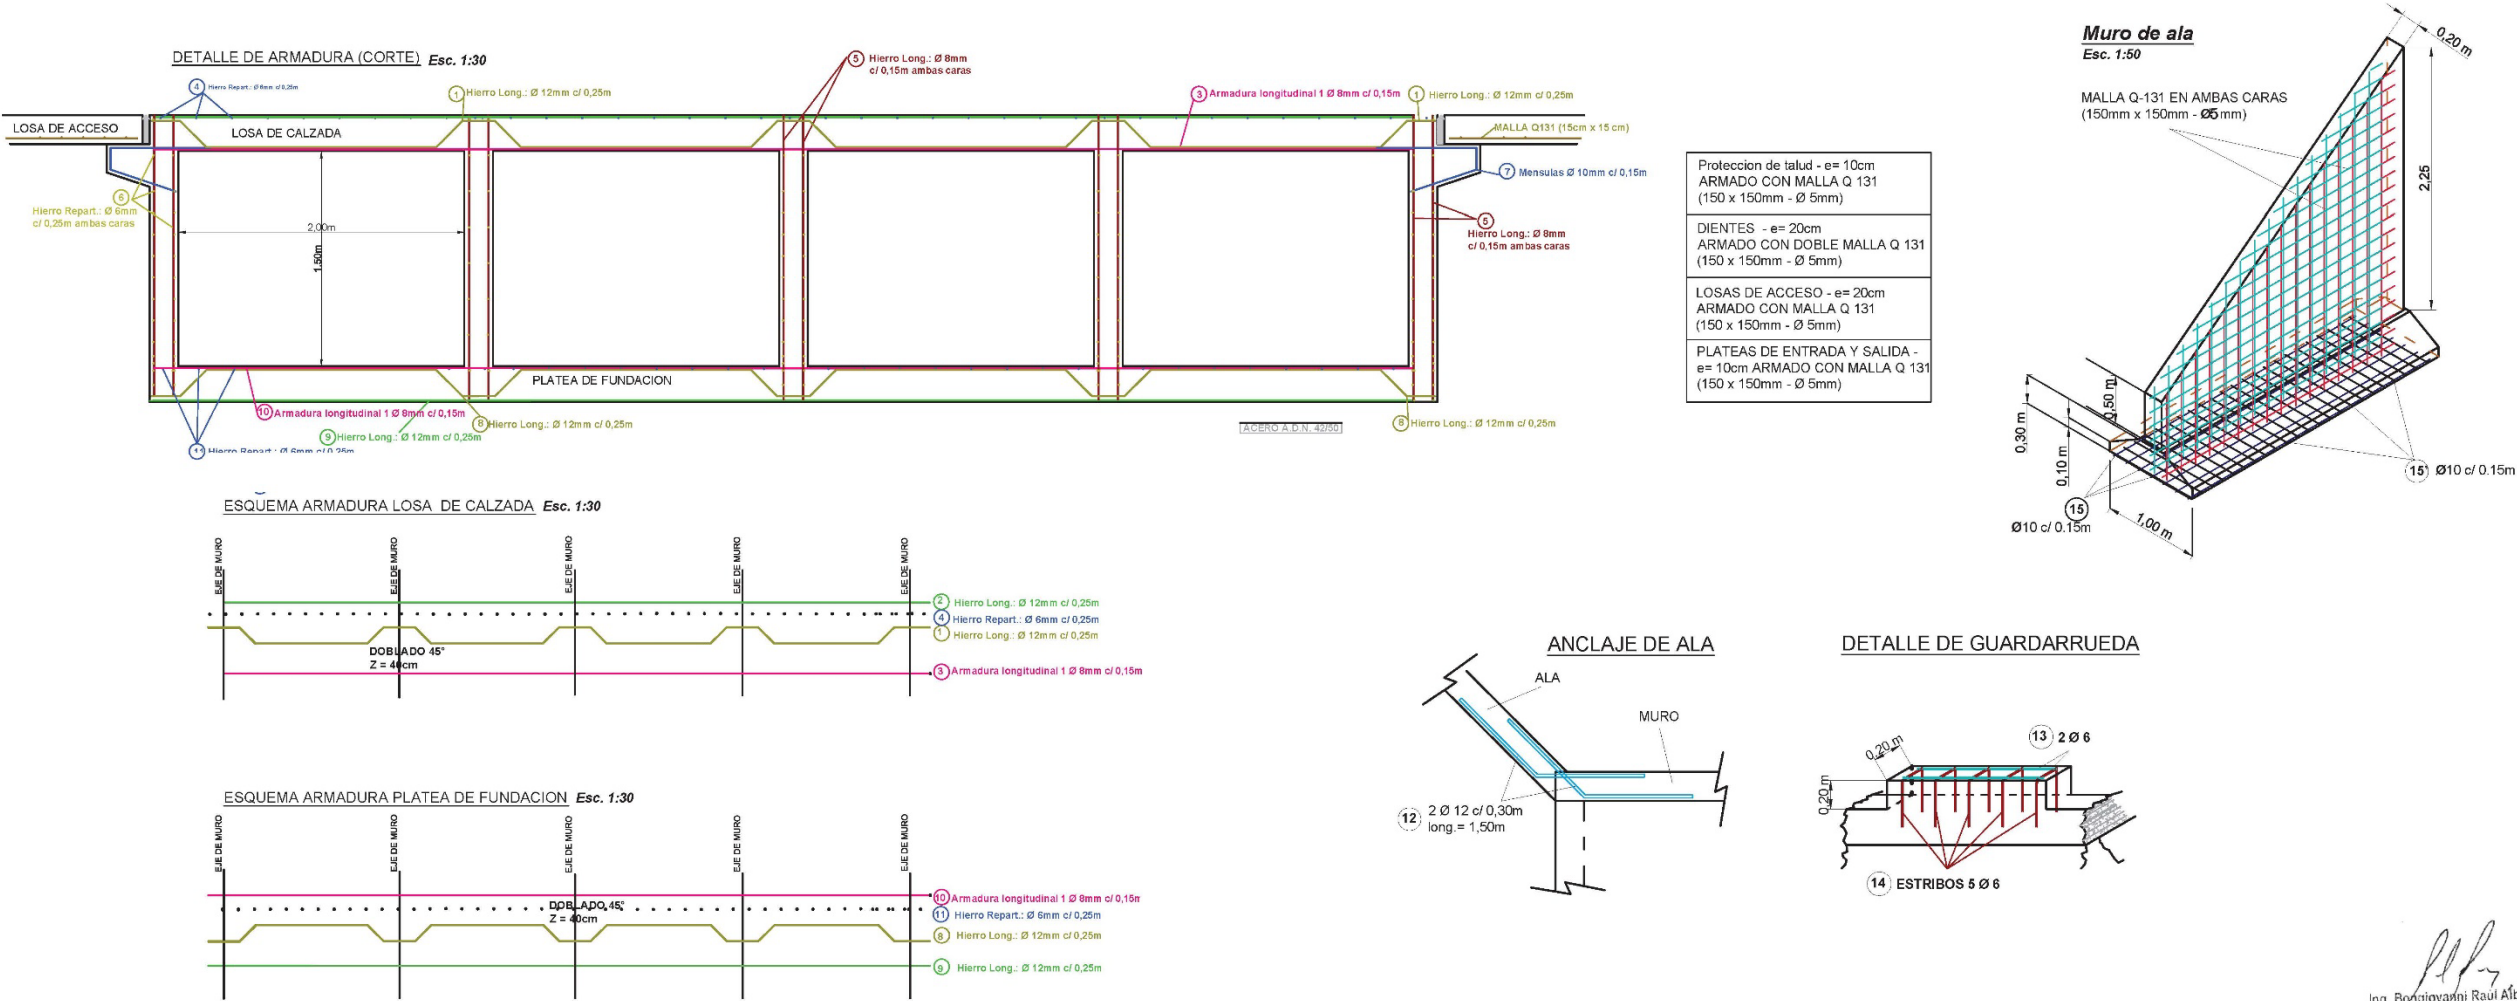 DETALLE DE ARMADURA (CORTE) Esc. 1:30
4 Hierro Repart.: Ø 6mm c/ 0,25m
1 Hierro Long.: Ø 12mm c/ 0,25m
5 Hierro Long.: Ø 8mm
c/ 0,15m ambas caras
3 Armadura longitudinal 1 Ø 8mm c/ 0,15m
1 Hierro Long.: Ø 12mm c/ 0,25m
LOSA DE ACCESO
LOSA DE CALZADA
MALLA Q131 (15cm x 15 cm)
7 Mensulas Ø 10mm c/ 0,15m
6
Hierro Repart.: Ø 6mm
c/ 0,25m ambas caras
2,00m
1.50m
5
Hierro Long.: Ø 8mm
c/ 0,15m ambas caras
PLATEA DE FUNDACION
10 Armadura longitudinal 1 Ø 8mm c/ 0,15m
9 Hierro Long.: Ø 12mm c/ 0,25m
8 Hierro Long.: Ø 12mm c/ 0,25m
11 Hierro Repart.: Ø 6mm c/ 0,25m
ACERO A.D.N. 42/50
8 Hierro Long.: Ø 12mm c/ 0,25m
Proteccion de talud - e= 10cm
ARMADO CON MALLA Q 131
(150 x 150mm - Ø 5mm)
DIENTES - e= 20cm
ARMADO CON DOBLE MALLA Q 131
(150 x 150mm - Ø 5mm)
LOSAS DE ACCESO - e= 20cm
ARMADO CON MALLA Q 131
(150 x 150mm - Ø 5mm)
PLATEAS DE ENTRADA Y SALIDA -
e= 10cm ARMADO CON MALLA Q 131
(150 x 150mm - Ø 5mm)
Muro de ala
Esc. 1:50
MALLA Q-131 EN AMBAS CARAS
(150mm x 150mm - Ø5mm)
0,20 m
2,25
0,50 m
0,30 m
0,10 m
1,00 m
15
Ø10 c/ 0.15m
15' Ø10 c/ 0.15m
ESQUEMA ARMADURA LOSA DE CALZADA Esc. 1:30
EJE DE MURO
EJE DE MURO
EJE DE MURO
EJE DE MURO
EJE DE MURO
2 Hierro Long.: Ø 12mm c/ 0,25m
4 Hierro Repart.: Ø 6mm c/ 0,25m
1 Hierro Long.: Ø 12mm c/ 0,25m
DOBLADO 45°
Z = 40cm
3 Armadura longitudinal 1 Ø 8mm c/ 0,15m
ESQUEMA ARMADURA PLATEA DE FUNDACION Esc. 1:30
EJE DE MURO
EJE DE MURO
EJE DE MURO
EJE DE MURO
EJE DE MURO
10 Armadura longitudinal 1 Ø 8mm c/ 0,15m
DOBLADO 45°
Z = 40cm
11 Hierro Repart.: Ø 6mm c/ 0,25m
8 Hierro Long.: Ø 12mm c/ 0,25m
9 Hierro Long.: Ø 12mm c/ 0,25m
ANCLAJE DE ALA
ALA
MURO
12 2 Ø 12 c/ 0,30m
long.= 1,50m
DETALLE DE GUARDARRUEDA
0,20 m
0,20 m
13 2 Ø 6
14 ESTRIBOS 5 Ø 6
Ing. Bongiovanni Raúl